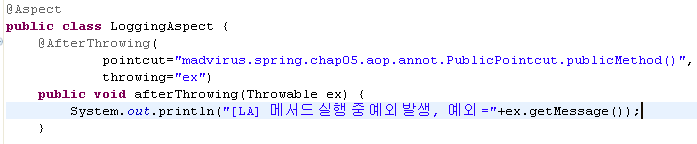 @Aspect
public class LoggingAspect {
@AfterThrowing(
pointcut="madvirus.spring.chap05.aop.annot.PublicPointcut.publicMethod()",
throwing="ex")
public void afterThrowing(Throwable ex) {
System.out.println("[LA] 메서드 실행 중 예외 발생, 예외 ="+ex.getMessage());
}